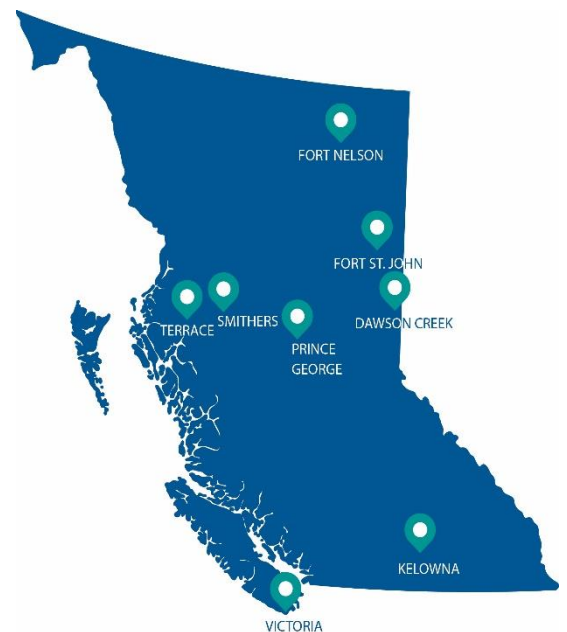 FORT NELSON
FORT ST. JOHN
TERRACE
SMITHERS
DAWSON CREEK
PRINCE
GEORGE
KELOWNA
VICTORIA